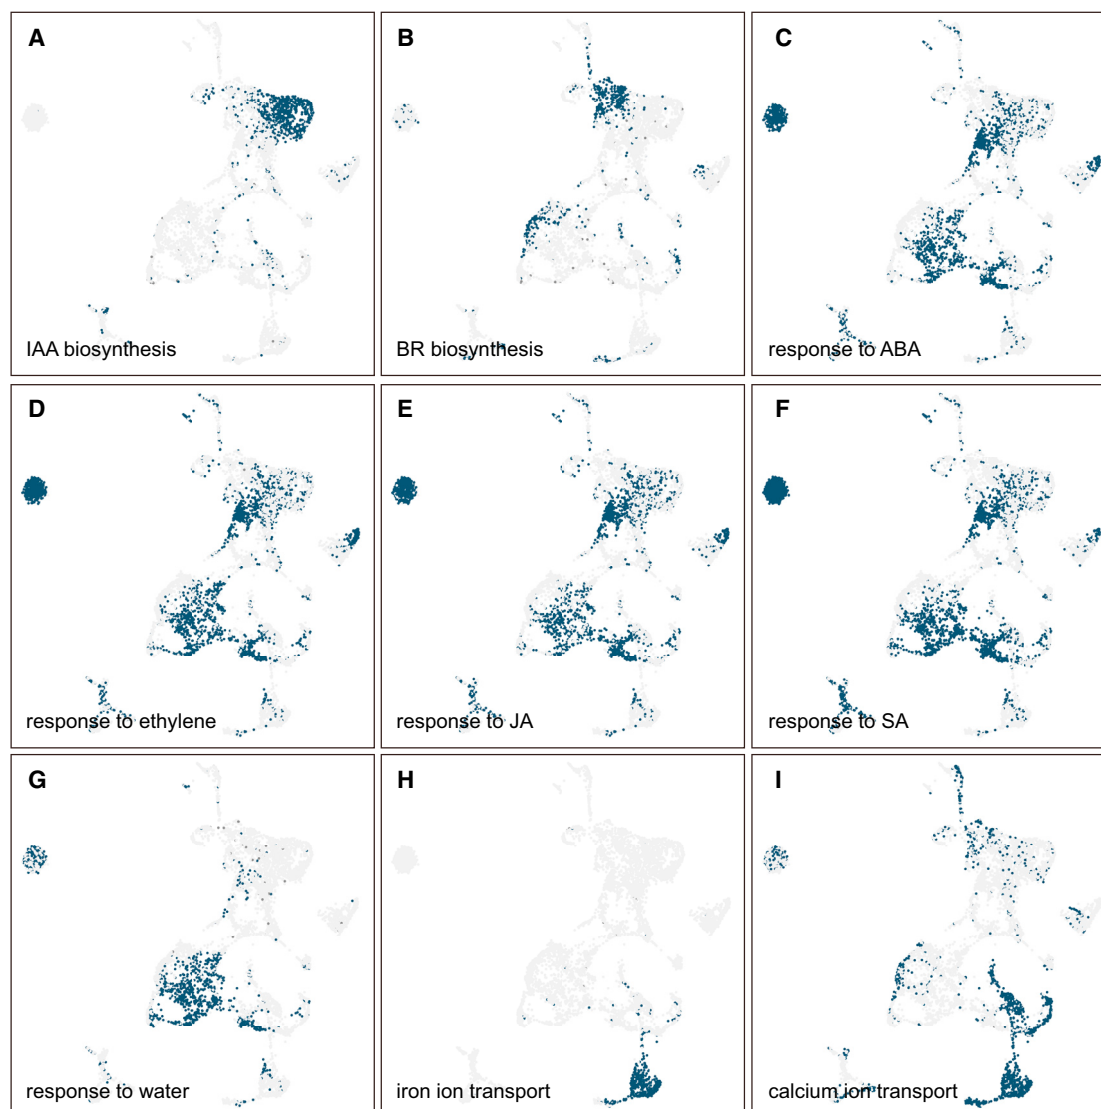 A
B
C
IAA biosynthesis
BR biosynthesis
response to ABA
D
E
F
response to ethylene
response to JA
response to SA
G
H
I
response to water
iron ion transport
calcium ion transport